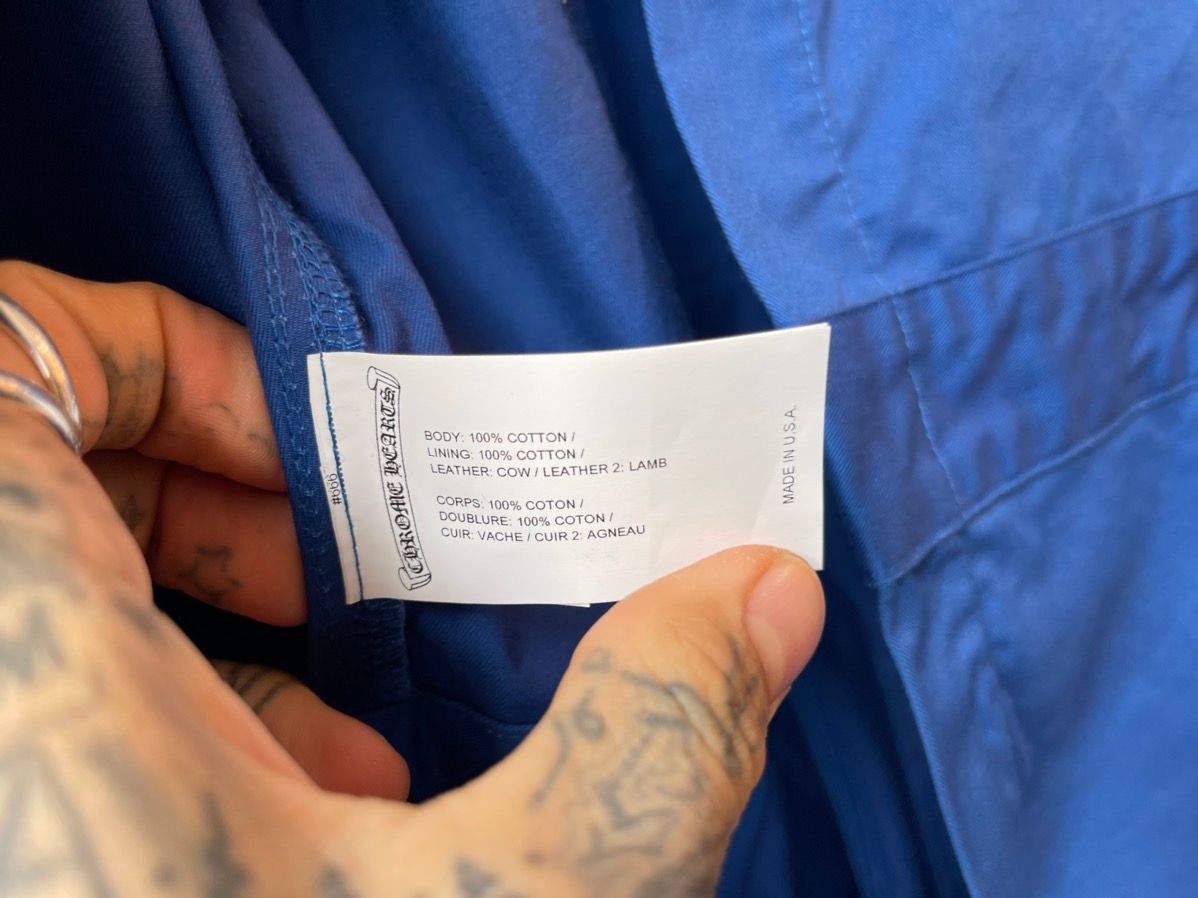 #666
CHROME HEARTS
BODY: 100% COTTON /
LINING: 100% COTTON /
LEATHER: COW / LEATHER 2: LAMB
CORPS: 100% COTON /
DOUBLURE: 100% COTON /
CUIR: VACHE / CUIR 2: AGNEAU
MADE IN U.S.A.